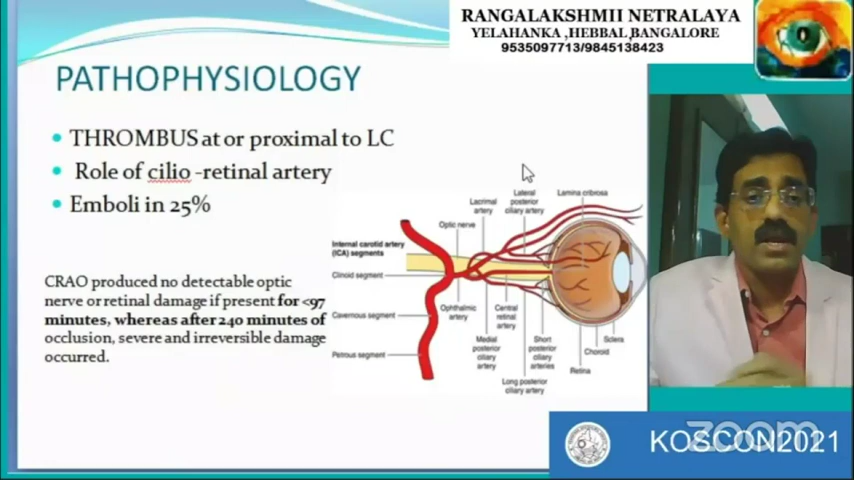 RANGALAKSHMII NETRALAYA
YELAHANKA ,HEBBAL,BANGALORE
9535097713/9845138423
PATHOPHYSIOLOGY
THROMBUS at or proximal to LC
Role of cilio -retinal artery
Emboli in 25%
CRAO produced no detectable optic
nerve or retinal damage if present for <97
minutes, whereas after 240 minutes of
occlusion, severe and irreversible damage
occurred.
Lateral
posterior
ciliary artery
Lamina cribrosa
Lacrimal
artery
Optic nerve
Internal carotid artery
(ICA) segments
Clinoid segment
Cavernous segment
Petrous segment
Ophthalmic
artery
Central
retinal
artery
Medial
posterior
ciliary
artery
Short
posterior
ciliary
arteries
Long posterior
ciliary artery
Sclera
Choroid
Retina
zoom
KOSCON2021